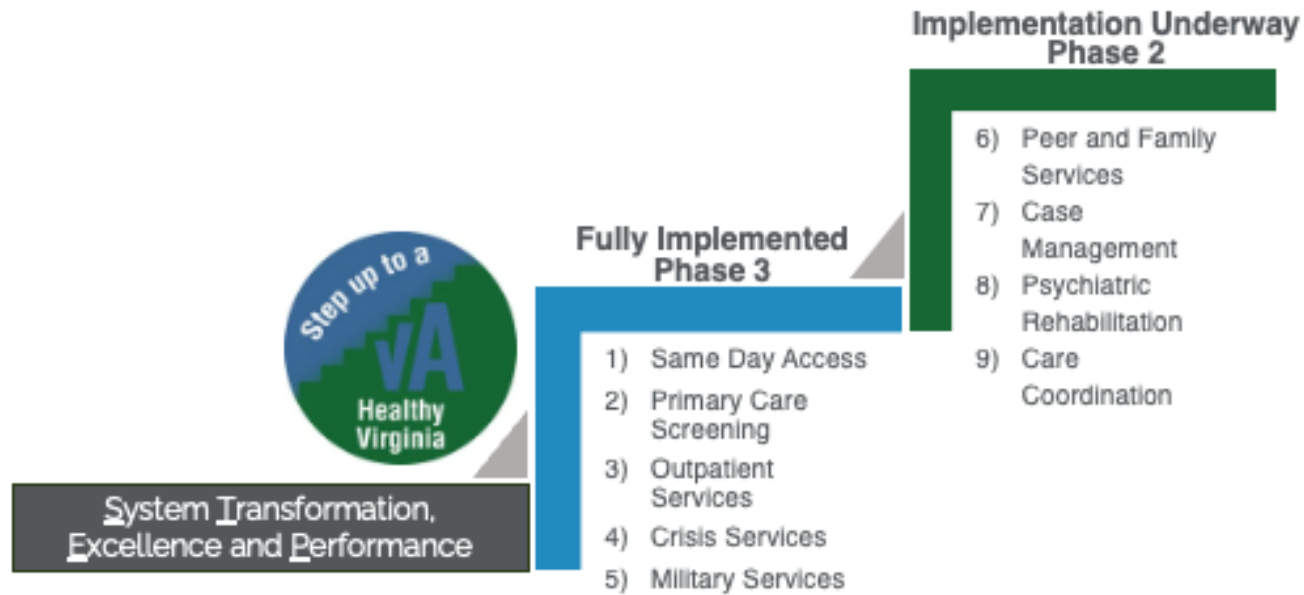 Implementation Underway
Phase 2
6) Peer and Family
Services
7) Case
Management
8) Psychiatric
Rehabilitation
9) Care
Coordination
Fully Implemented
Phase 3
1) Same Day Access
2) Primary Care
Screening
3) Outpatient
Services
4) Crisis Services
5) Military Services
Step up to a
VA
Healthy
Virginia
System Transformation,
Excellence and Performance